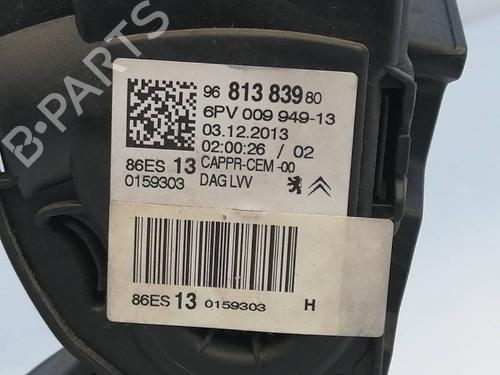 96 813 839 80
6PV 009 949-13
03.12.2013
02:00:26 / 02
86ES 13 CAPPR-CEM-00
0159303 DAG LVV
86ES 13 0159303 H